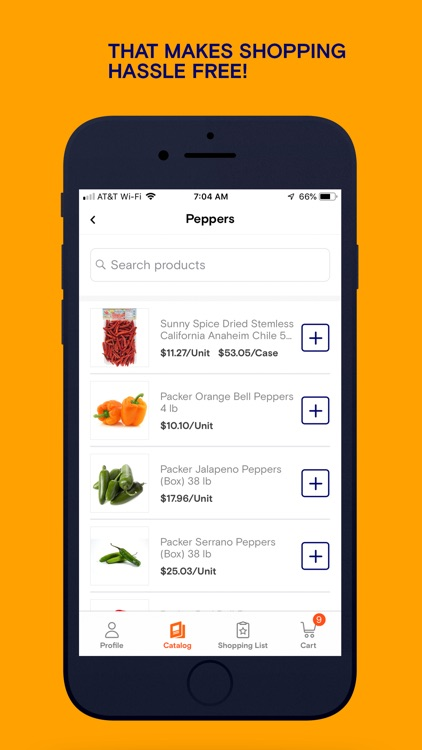 THAT MAKES SHOPPING
HASSLE FREE!
AT&T Wi-Fi 7:04 AM 66%
Peppers
Search products
Sunny Spice Dried Stemless
California Anaheim Chile 5...
$11.27/Unit $53.05/Case
Packer Orange Bell Peppers
4 lb
$10.10/Unit
Packer Jalapeno Peppers
(Box) 38 lb
$17.96/Unit
Packer Serrano Peppers
(Box) 38 lb
$25.03/Unit
9
Profile Catalog Shopping List Cart